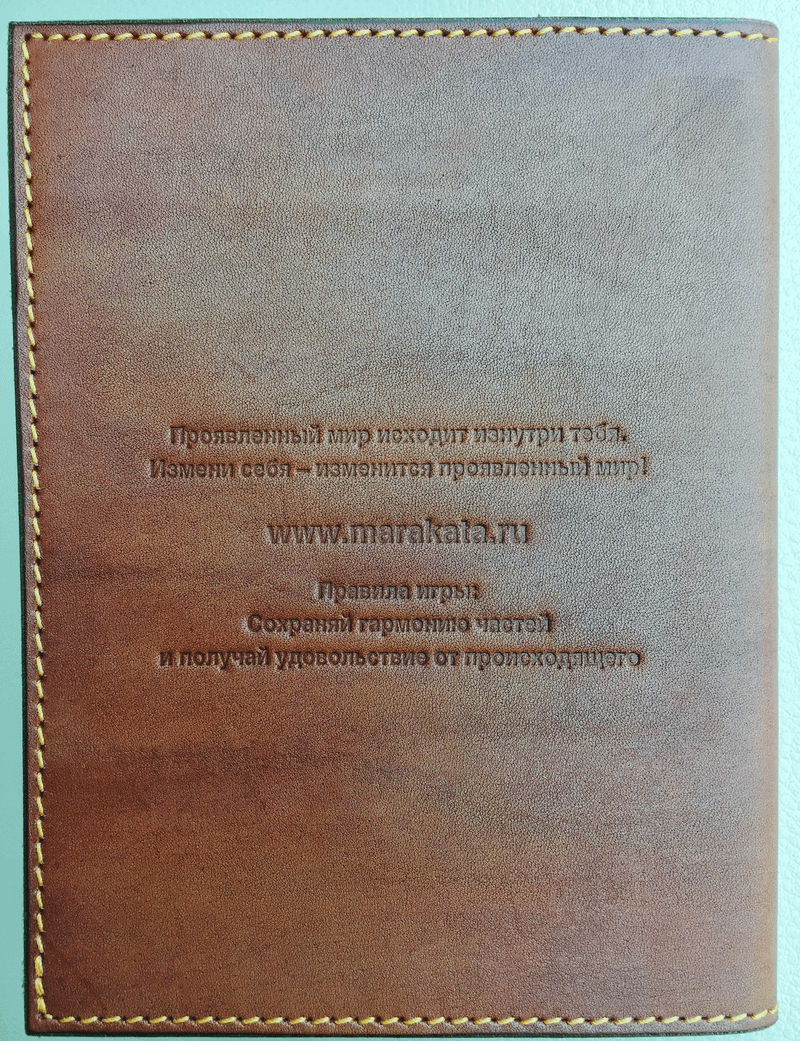 Проявленный мир исходит изнутри тебя.
Измени себя – изменится проявленный мир!
www.marakata.ru
Правила игры:
Сохраняй гармонию частей
и получай удовольствие от происходящего